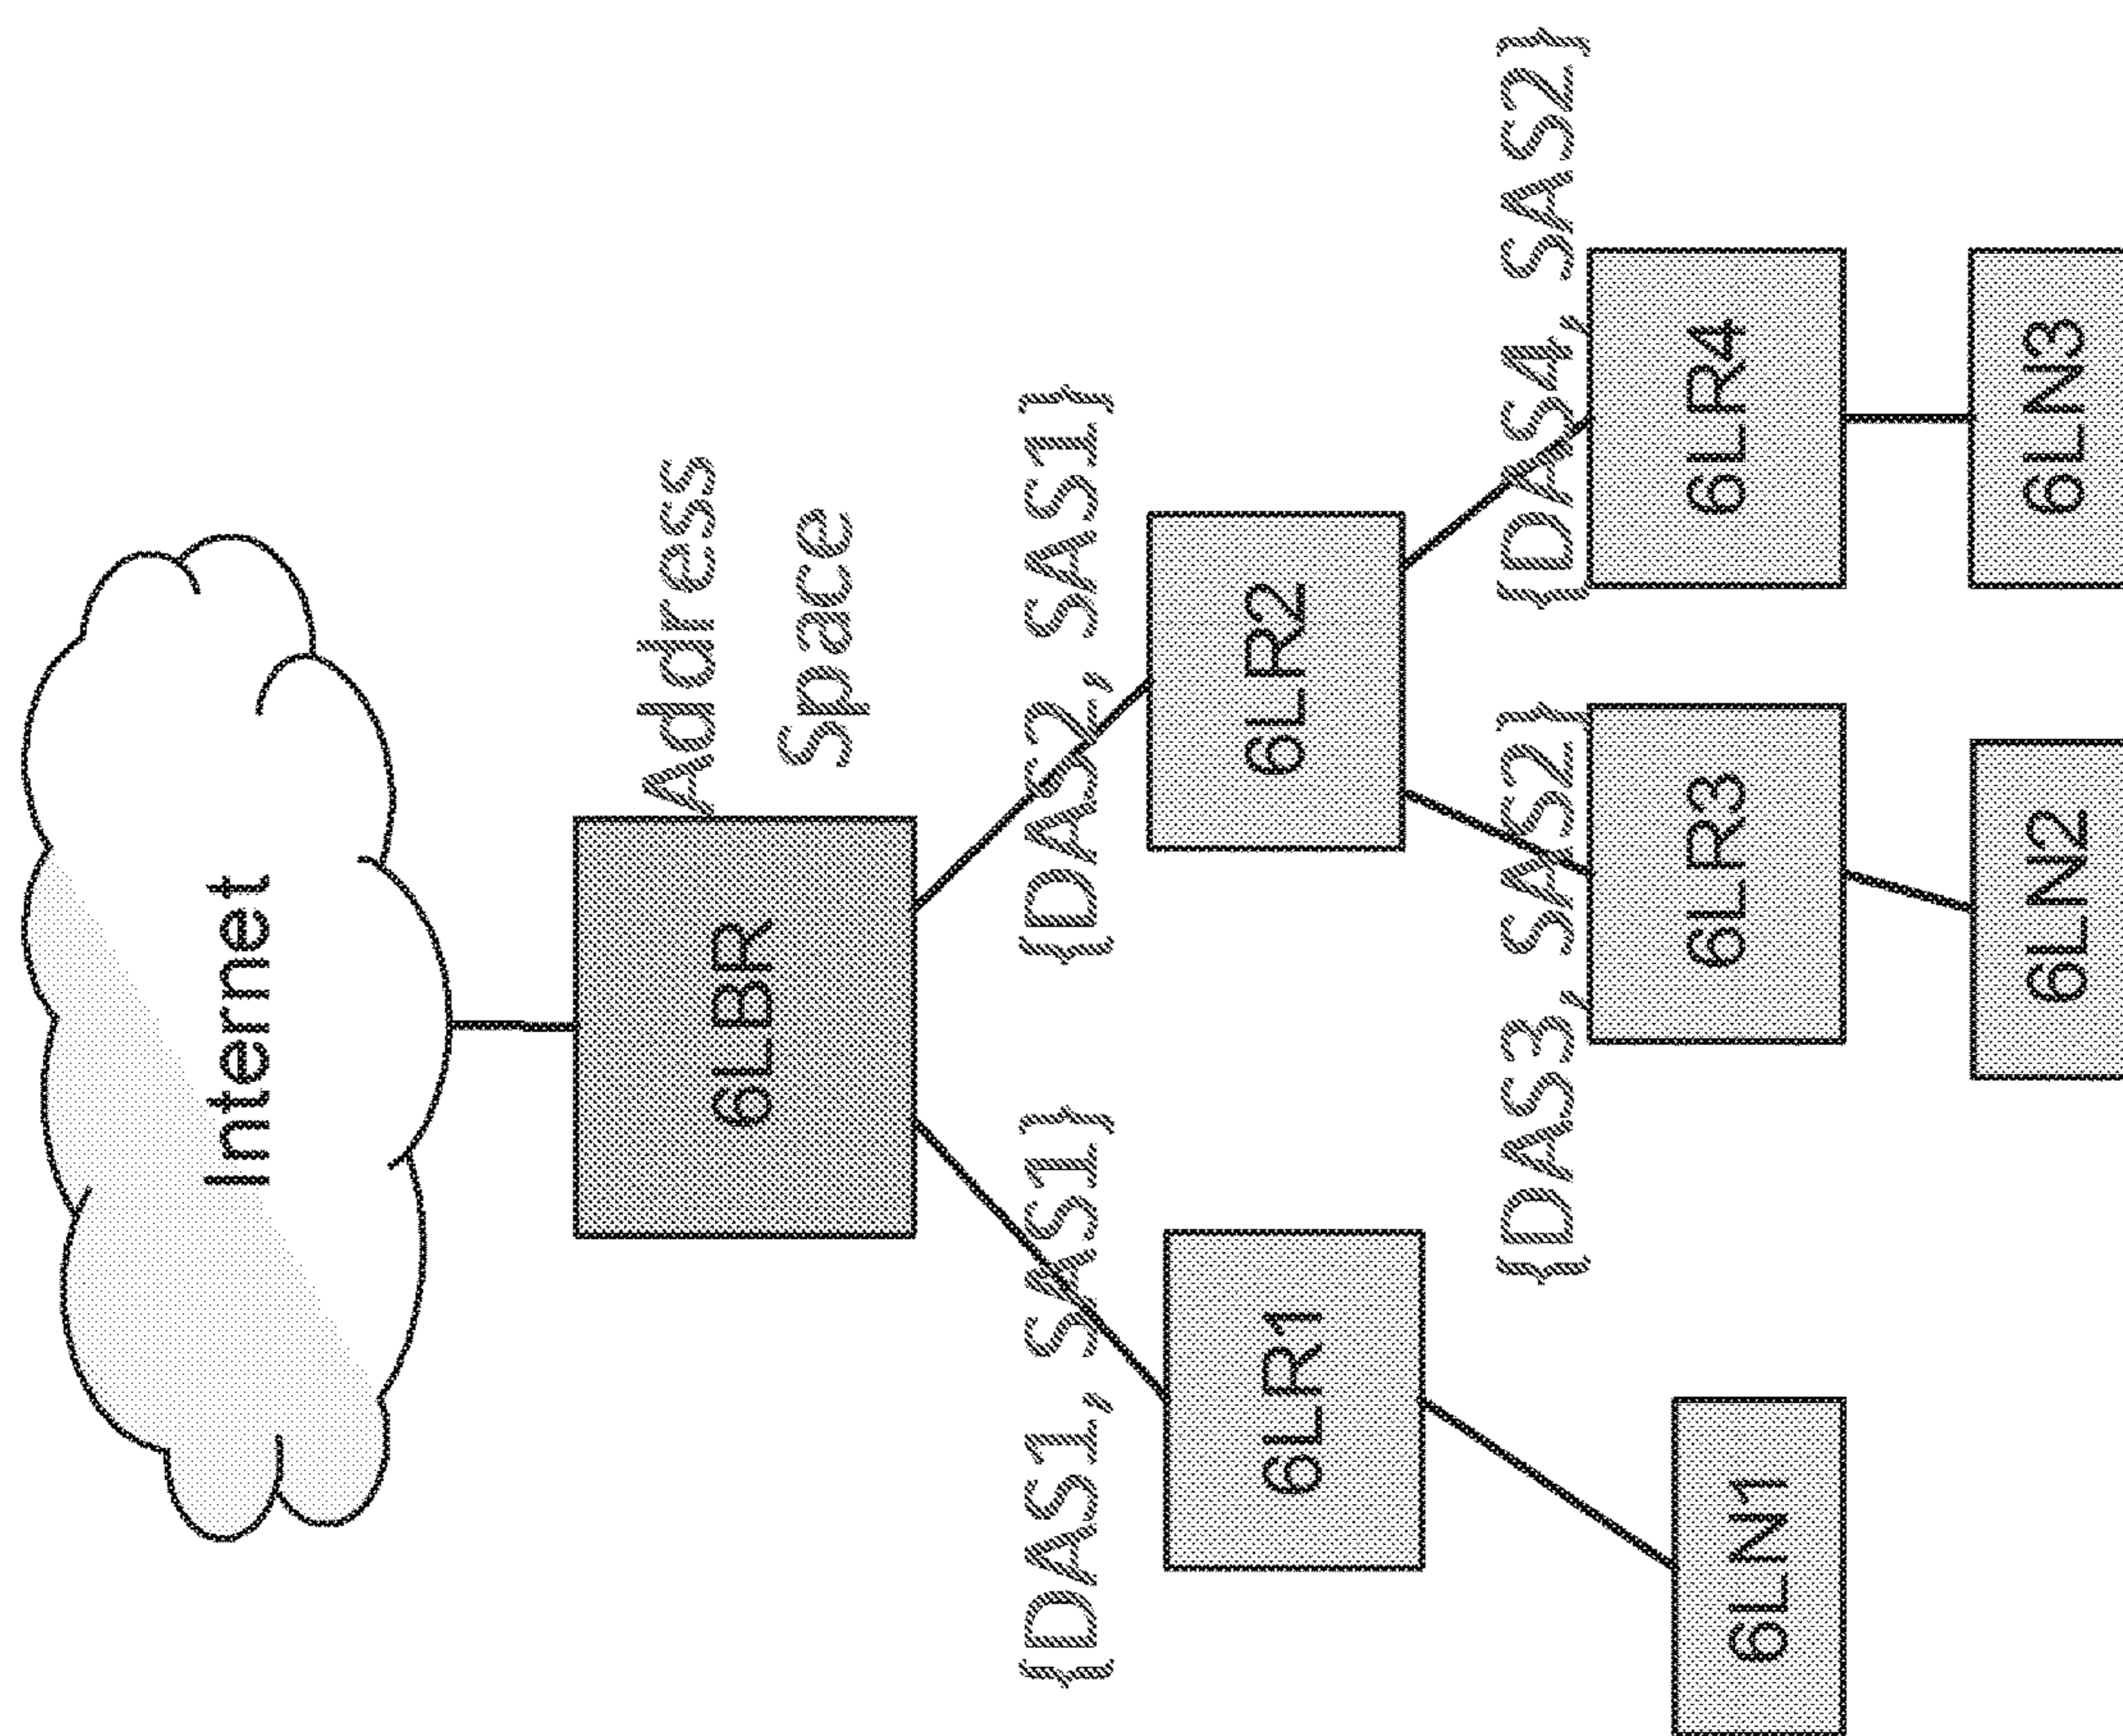 Internet
6LBR
Address
Space
{DAS1, SAS1}
{DAS2, SAS1}
6LR1
6LR2
{DAS3, SAS2}
{DAS4, SAS2}
6LR3
6LR4
6LN1
6LN2
6LN3